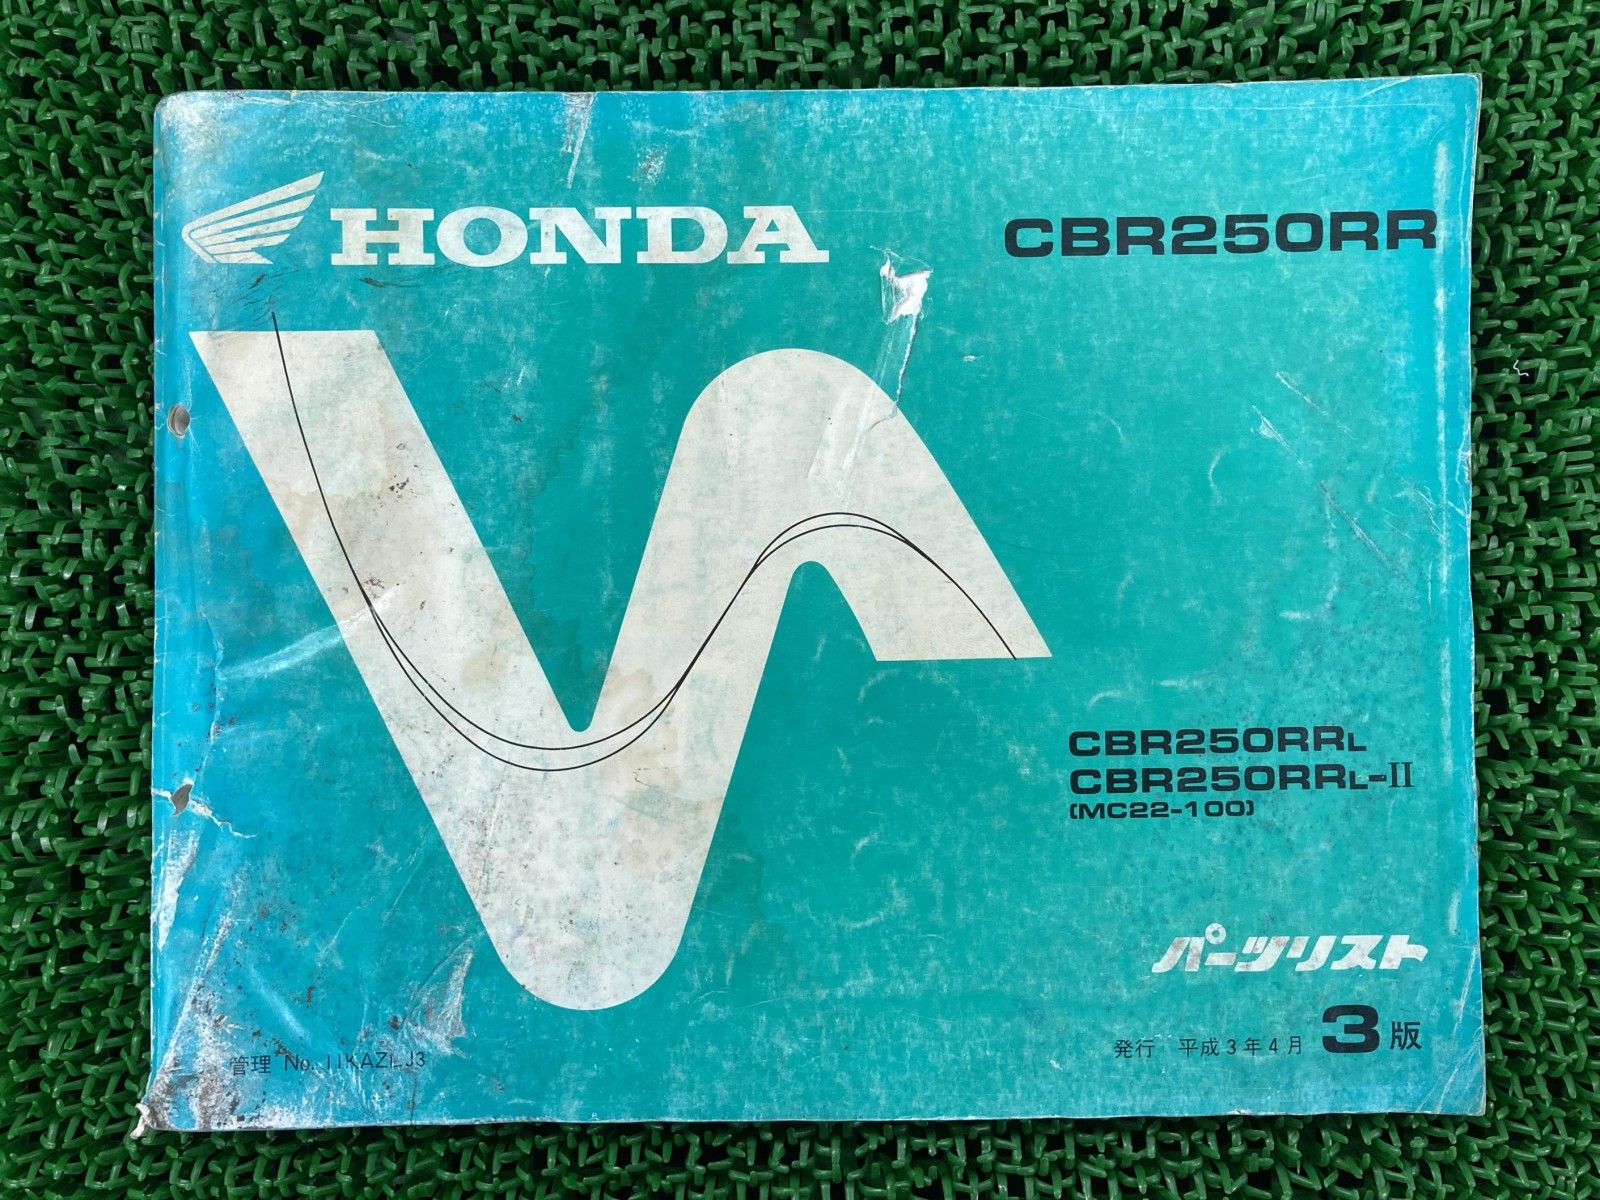 HONDA
CBR250RR
CBR250RRL
CBR250RRL-II
(MC22-100)
パーツリスト
発行 平成3年4月 3版
管理 No. 11KAZLJ3